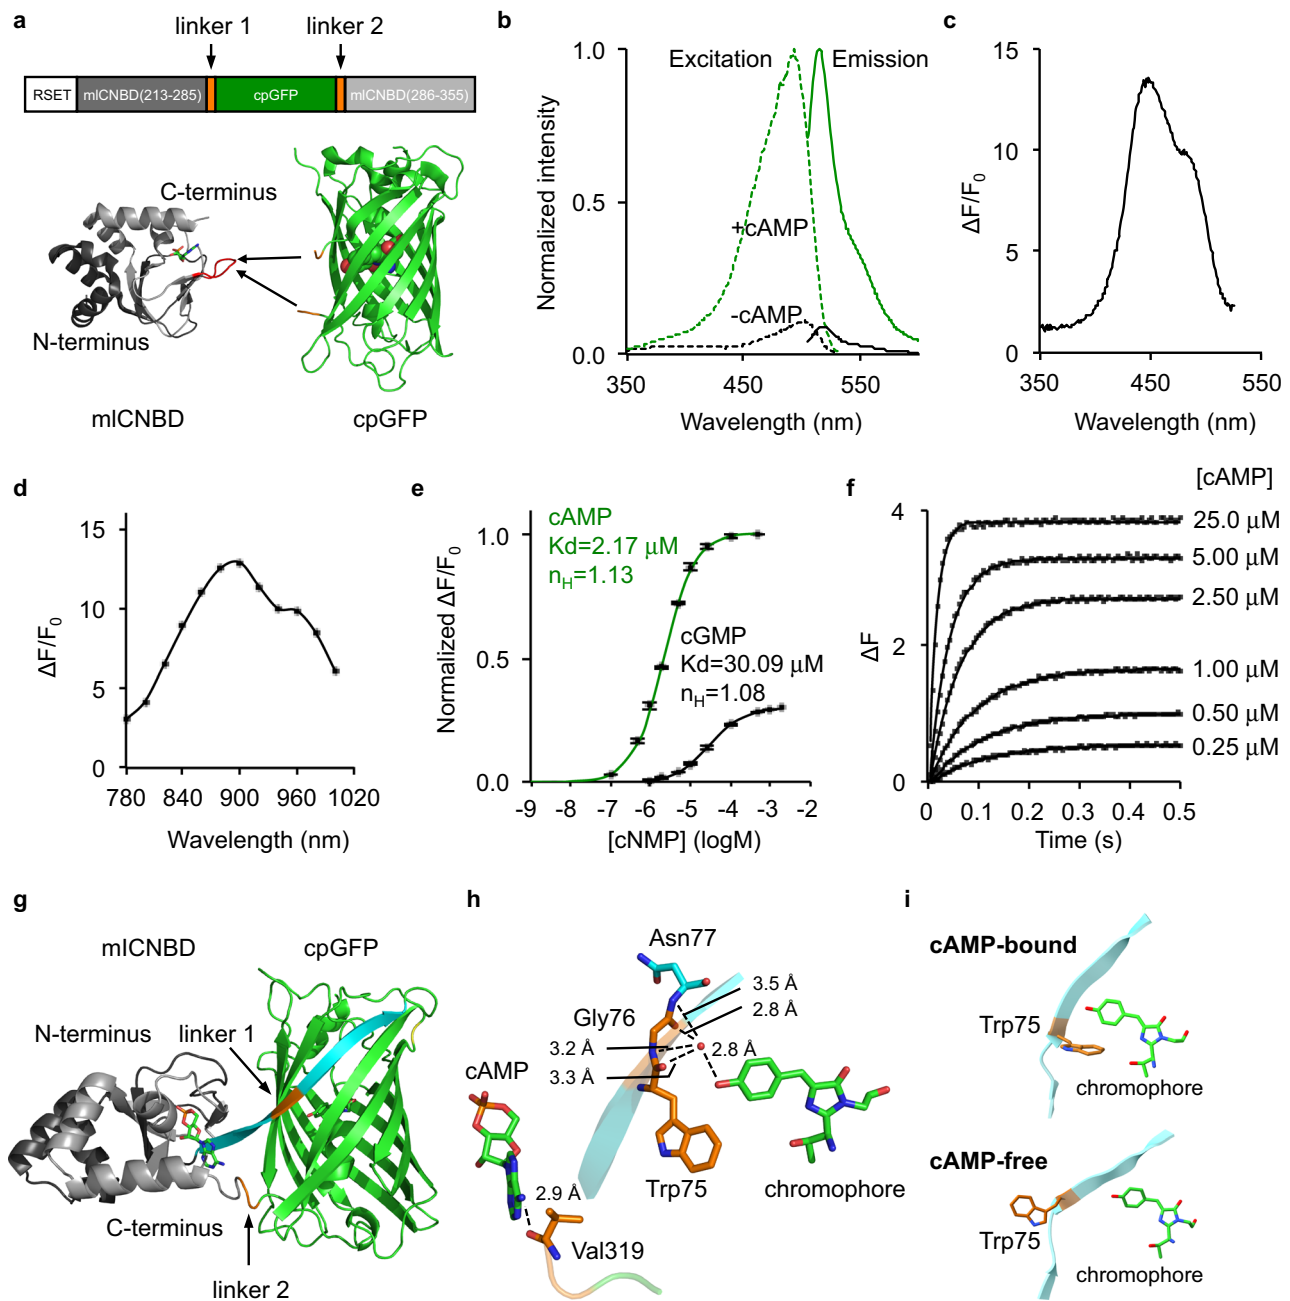 a
linker 1 linker 2
RSET mlCNBD(213-285) cpGFP mlCNBD(286-355)
C-terminus
N-terminus
mlCNBD cpGFP
b
Excitation Emission
+cAMP
-cAMP
Normalized intensity
1.0
0.5
0.0
350 450 550
Wavelength (nm)
c
ΔF/F0
15
10
5
0
350 450 550
Wavelength (nm)
d
ΔF/F0
15
10
5
0
780 840 900 960 1020
Wavelength (nm)
e
cAMP
Kd=2.17 μM
nH=1.13
cGMP
Kd=30.09 μM
nH=1.08
Normalized ΔF/F0
1.0
0.5
0.0
-9 -8 -7 -6 -5 -4 -3 -2
[cNMP] (logM)
f
[cAMP]
25.0 μM
5.00 μM
2.50 μM
1.00 μM
0.50 μM
0.25 μM
ΔF
4
2
0
0 0.1 0.2 0.3 0.4 0.5
Time (s)
g
mlCNBD cpGFP
N-terminus linker 1
C-terminus
linker 2
h
Asn77
3.5 Å
2.8 Å
Gly76
3.2 Å
2.8 Å
3.3 Å
cAMP
2.9 Å
Trp75
chromophore
Val319
i
cAMP-bound
Trp75
chromophore
cAMP-free
Trp75
chromophore